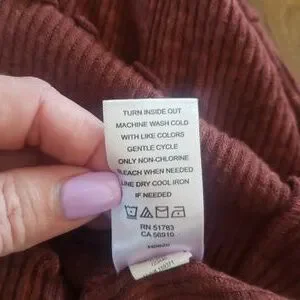 TURN INSIDE OUT
MACHINE WASH COLD
WITH LIKE COLORS
GENTLE CYCLE
ONLY NON-CHLORINE
BLEACH WHEN NEEDED
LINE DRY COOL IRON
IF NEEDED
RN 51783
CA 56910